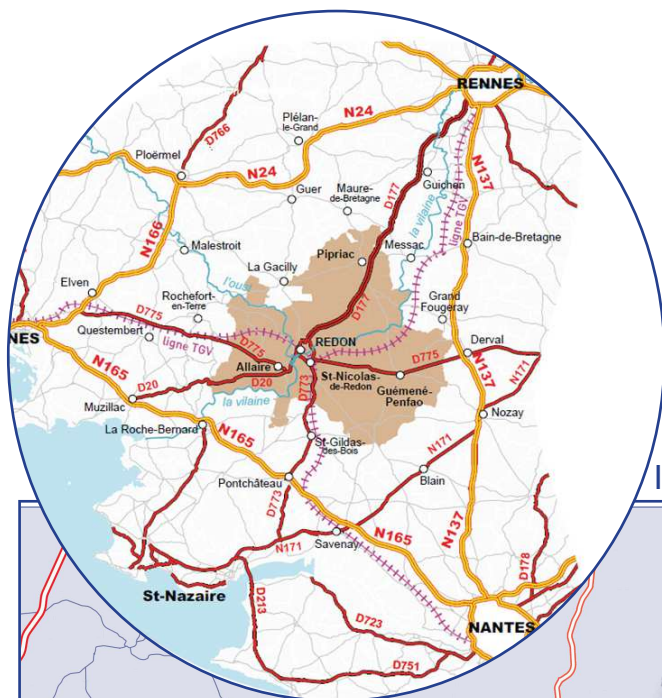 RENNES
N24
Plélan-
le-Grand
D766
Ploërmel
N24
Guer
Maure-
de-Bretagne
D177
Guichen
la vilaine
ligne TGV
N137
N166
Malestroit
Pipriac
Messac
Bain-de-Bretagne
La Gacilly
l'oust
Elven
Rochefort-
en-Terre
D177
Grand
Fougeray
D775
Questembert
ligne TGV
NES
REDON
D775
Allaire
D20
St-Nicolas-
de-Redon
D775
Derval
N171
Guémené-
Penfao
N165
D20
Muzillac
la vilaine
D773
N137
Nozay
La Roche-Bernard
N165
St-Gildas-
des-Bois
N171
Blain
Pontchâteau
D773
N165
N137
Savenay
N171
D178
St-Nazaire
D213
D723
NANTES
D751